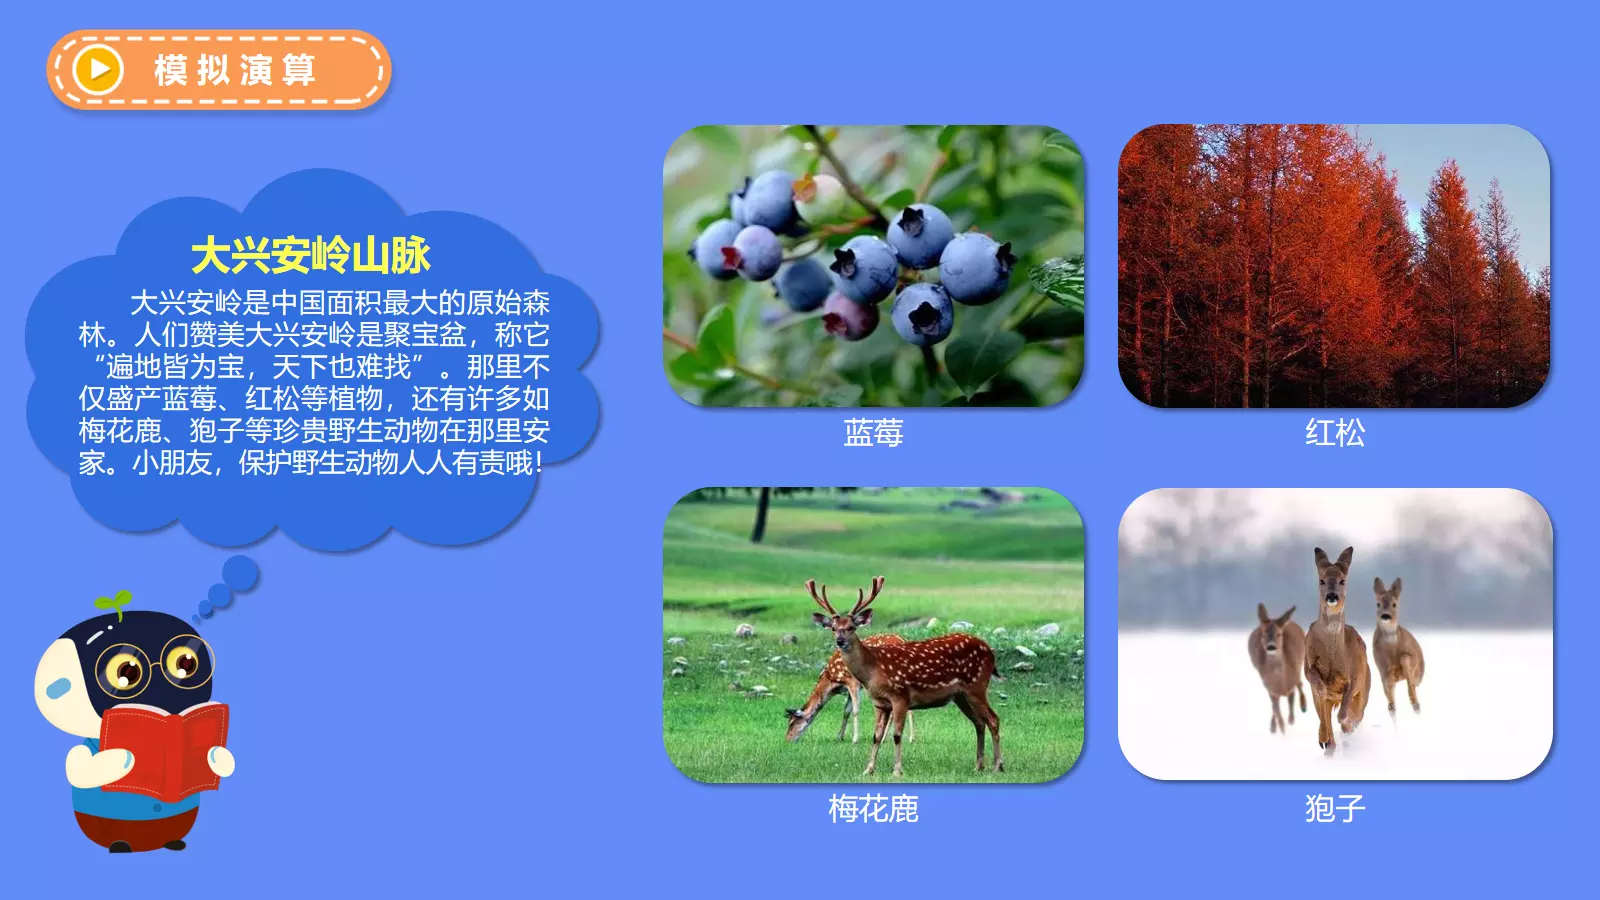 模拟演算
大兴安岭山脉
大兴安岭是中国面积最大的原始森
林。人们赞美大兴安岭是聚宝盆，称它
“遍地皆为宝，天下也难找”。那里不
仅盛产蓝莓、红松等植物，还有许多如
梅花鹿、狍子等珍贵野生动物在那里安
家。小朋友，保护野生动物人人有责哦！
蓝莓
红松
梅花鹿
狍子